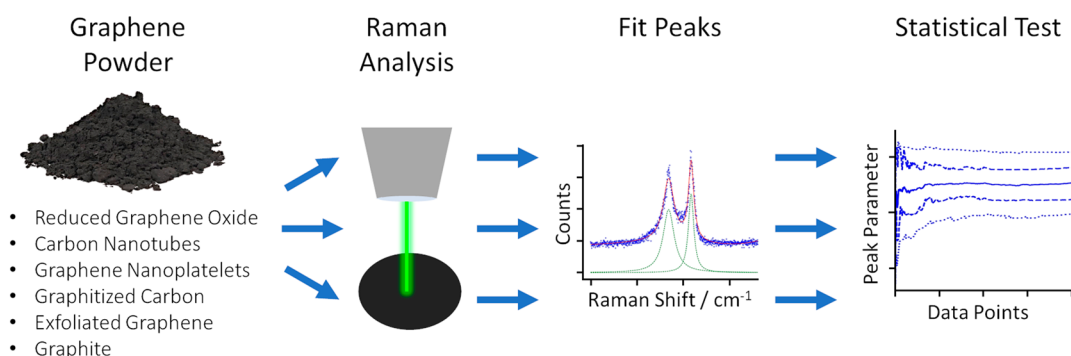 Graphene
Powder
• Reduced Graphene Oxide
• Carbon Nanotubes
• Graphene Nanoplatelets
• Graphitized Carbon
• Exfoliated Graphene
• Graphite
Raman
Analysis
Fit Peaks
Counts
Raman Shift / cm⁻¹
Statistical Test
Peak Parameter
Data Points